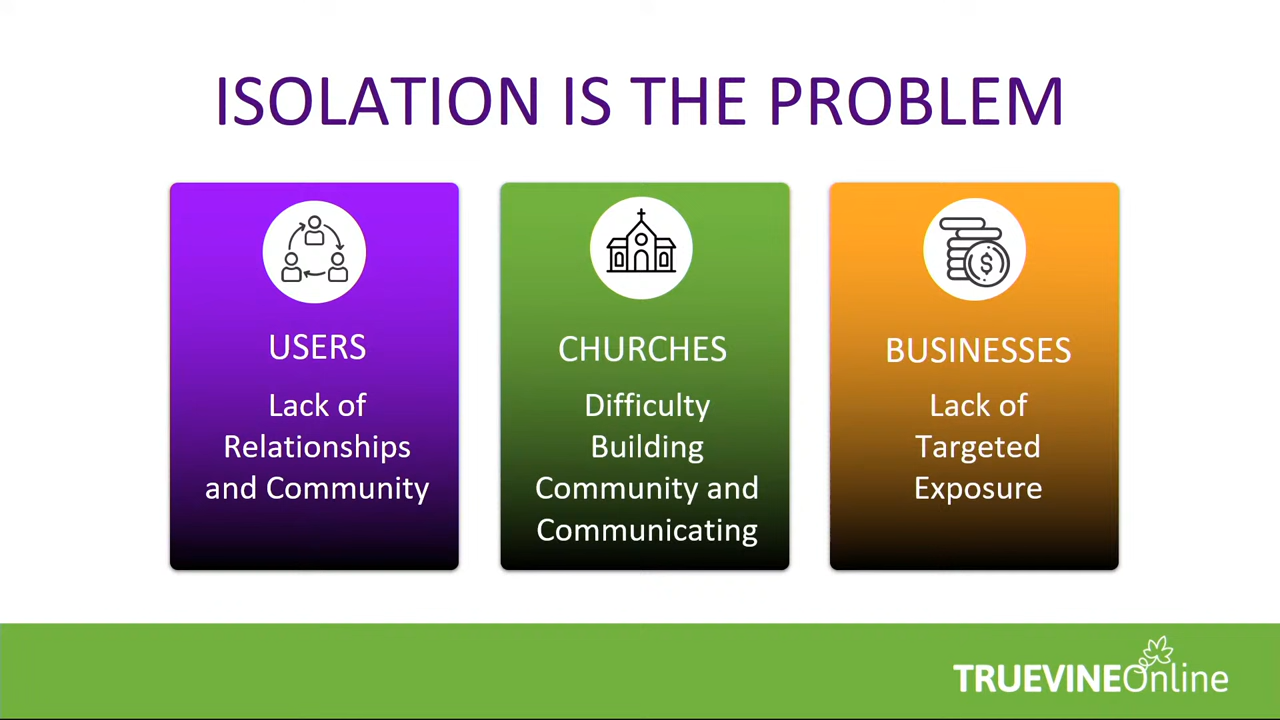 ISOLATION IS THE PROBLEM
USERS
Lack of
Relationships
and Community
CHURCHES
Difficulty
Building
Community and
Communicating
$
BUSINESSES
Lack of
Targeted
Exposure
TRUEVINEOnline